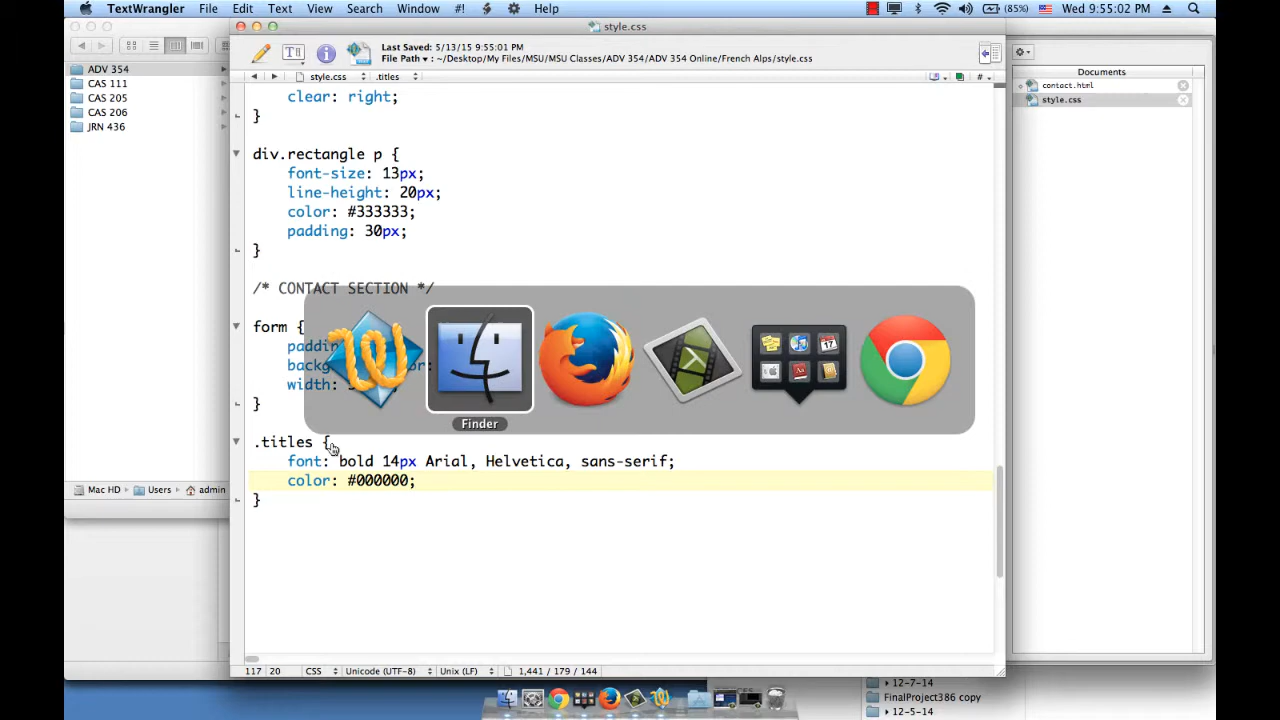 TextWrangler File Edit Text View Search Window #! Help (85%) Wed 9:55:02 PM
style.css
Last Saved: 5/13/15 9:55:01 PM
File Path ▾ : ~/Desktop/My Files/MSU/MSU Classes/ADV 354/ADV 354 Online/French Alps/style.css
style.css .titles
ADV 354
CAS 111
CAS 205
CAS 206
JRN 436
Mac HD ▸ Users ▸ admin
clear: right;
}
div.rectangle p {
font-size: 13px;
line-height: 20px;
color: #333333;
padding: 30px;
}
/* CONTACT SECTION */
form {
width:
}
Finder
.titles {
font: bold 14px Arial, Helvetica, sans-serif;
color: #000000;
}
117 20 CSS Unicode (UTF-8) Unix (LF) 1,441 / 179 / 144
Documents
contact.html
style.css
12-7-14
FinalProject386 copy
12-5-14